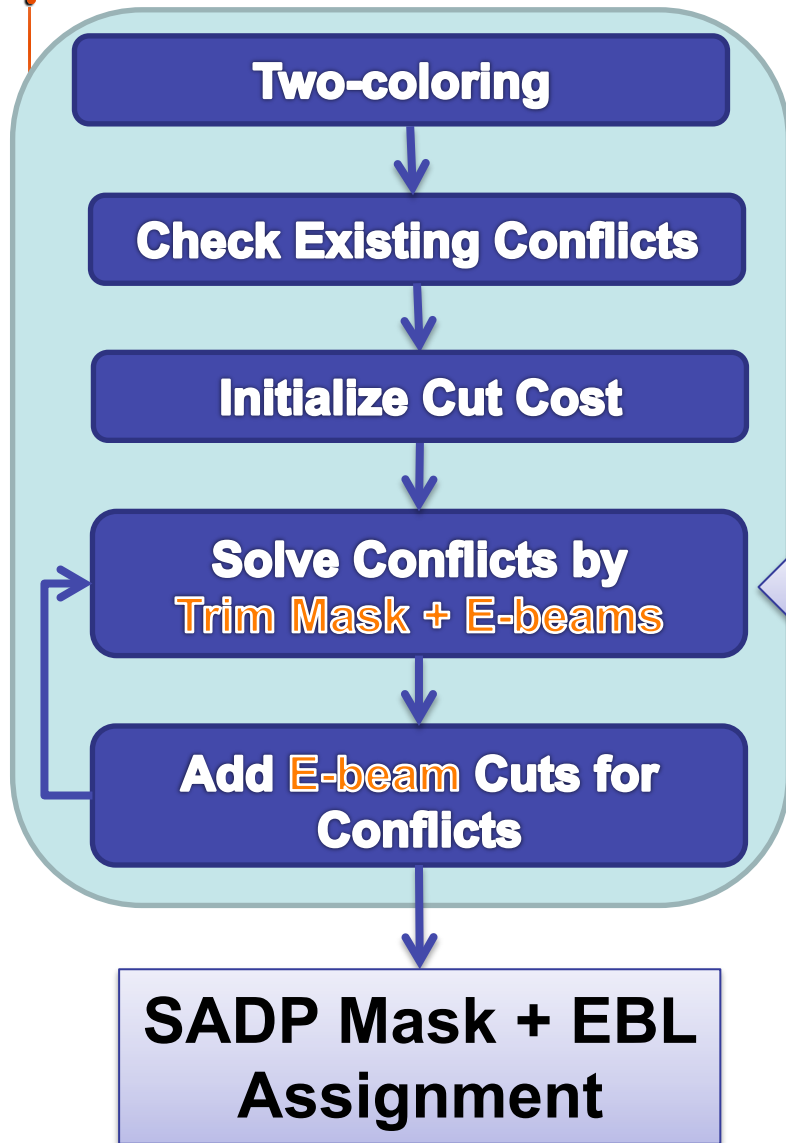 Two-coloring
Check Existing Conflicts
Initialize Cut Cost
Solve Conflicts by
Trim Mask + E-beams
Add E-beam Cuts for
Conflicts
SADP Mask + EBL
Assignment